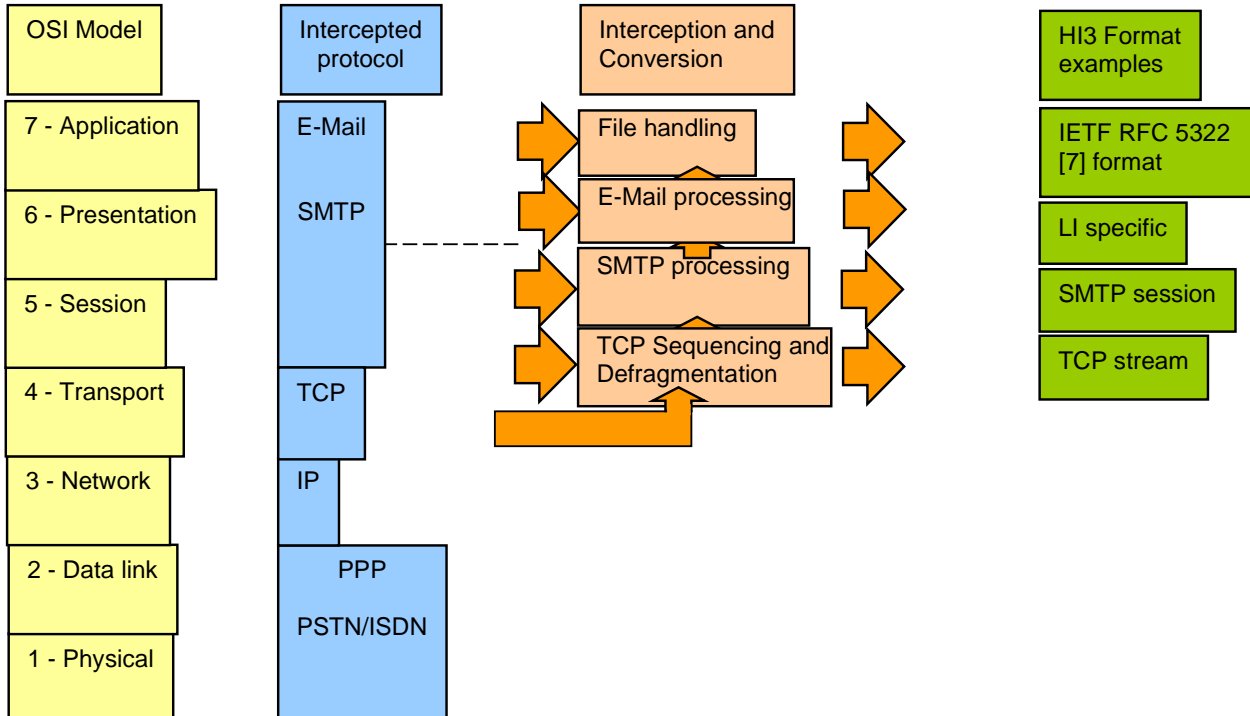 OSI Model
Intercepted
protocol
Interception and
Conversion
HI3 Format
examples
7 - Application
6 - Presentation
5 - Session
4 - Transport
3 - Network
2 - Data link
1 - Physical
E-Mail
SMTP
TCP
IP
PPP
PSTN/ISDN
File handling
E-Mail processing
SMTP processing
TCP Sequencing and
Defragmentation
IETF RFC 5322
[7] format
LI specific
SMTP session
TCP stream